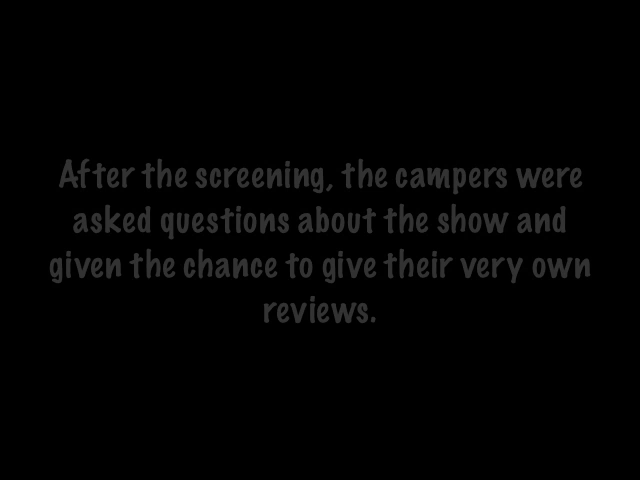 After the screening, the campers were
asked questions about the show and
given the chance to give their very own
reviews.